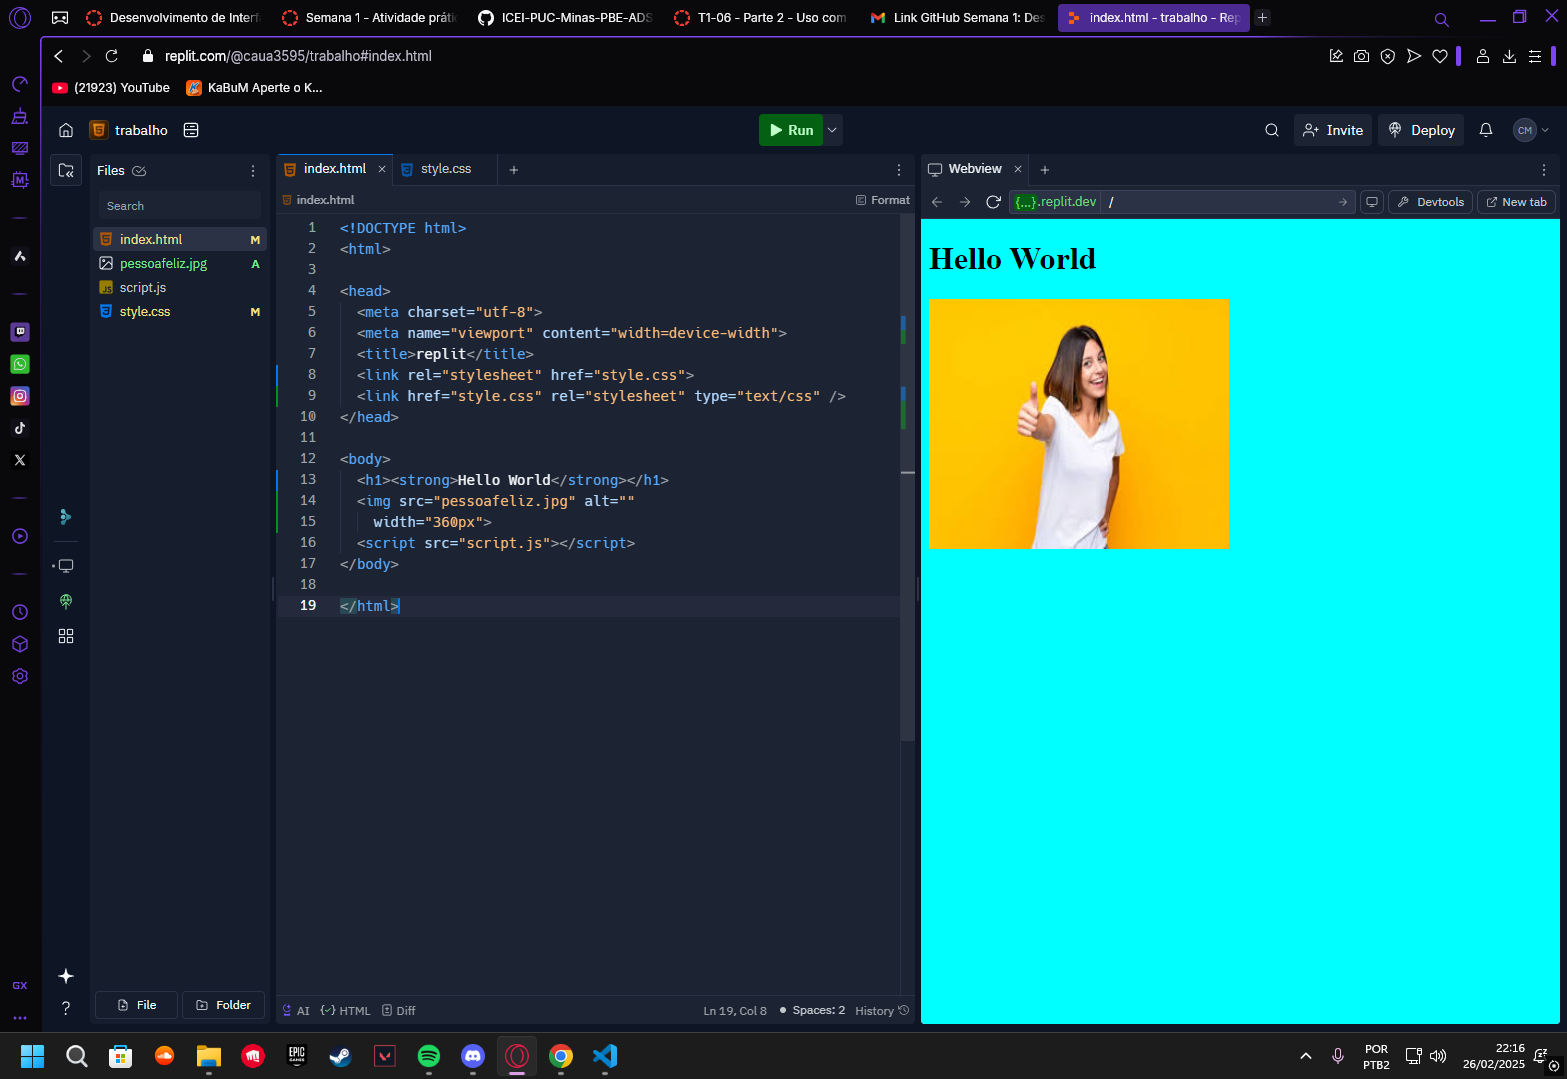 Desenvolvimento de Interf
Semana 1 - Atividade práti
ICEI-PUC-Minas-PBE-ADS
T1-06 - Parte 2 - Uso com
Link GitHub Semana 1: Des
index.html - trabalho - Rep
replit.com/@caua3595/trabalho#index.html
(21923) YouTube
KaBuM Aperte o K...
trabalho
Run
Invite
Deploy
CM
Files
index.html
style.css
Webview
Search
index.html
Format
{...}.replit.dev
/
Devtools
New tab
index.html M
pessoafeliz.jpg A
script.js
style.css M
1 <!DOCTYPE html>
2 <html>
3
4 <head>
5 <meta charset="utf-8">
6 <meta name="viewport" content="width=device-width">
7 <title>replit</title>
8 <link rel="stylesheet" href="style.css">
9 <link href="style.css" rel="stylesheet" type="text/css" />
10 </head>
11
12 <body>
13 <h1><strong>Hello World</strong></h1>
14 <img src="pessoafeliz.jpg" alt=""
15 width="360px">
16 <script src="script.js"></script>
17 </body>
18
19 </html>
Hello World
File
Folder
AI
HTML
Diff
Ln 19, Col 8
Spaces: 2
History
GX
EPIC
GAMES
POR
PTB2
22:16
26/02/2025